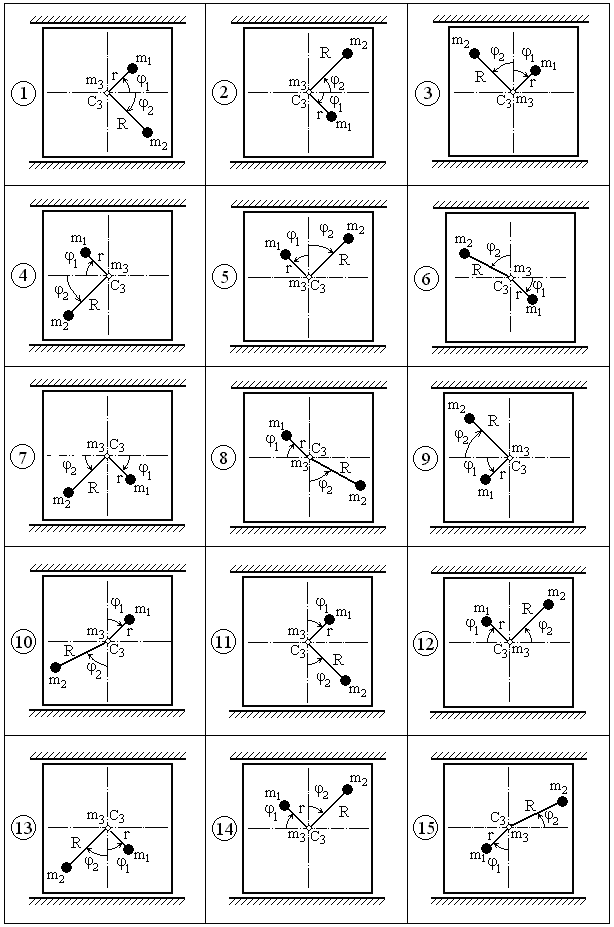 m₁
r
m₃ φ₁
1
C₃ φ₂
R
m₂
m₂
R
m₃ φ₂
2
C₃ φ₁
r
m₁
m₂ φ₂ φ₁
m₁
R r
3
C₃ m₃
m₁
φ₁ r
m₃
4
C₃
φ₂ R
m₂
φ₁ φ₂ m₂
m₁
r R
5
m₃ C₃
m₂ φ₂
R m₃
6
C₃ r φ₁
m₁
m₃ C₃
7
φ₂ φ₁
R r m₁
m₂
m₁
φ₁ r C₃
8
m₃ R
φ₂ m₂
m₂
R
φ₂ m₃
9
φ₁ C₃
r
m₁
φ₁ m₁
m₃ r
10
R C₃
φ₂
m₂
φ₁ m₁
m₃ r
11
C₃
φ₂ R
m₂
m₂
m₁ R
φ₁ r φ₂
12
C₃ m₃
m₃ C₃
13
r
R m₁
φ₂ φ₁
m₂
m₂
m₁ φ₂
φ₁ r R
14
m₃ C₃
m₂
R
C₃ φ₂
15
r m₃
m₁
φ₁